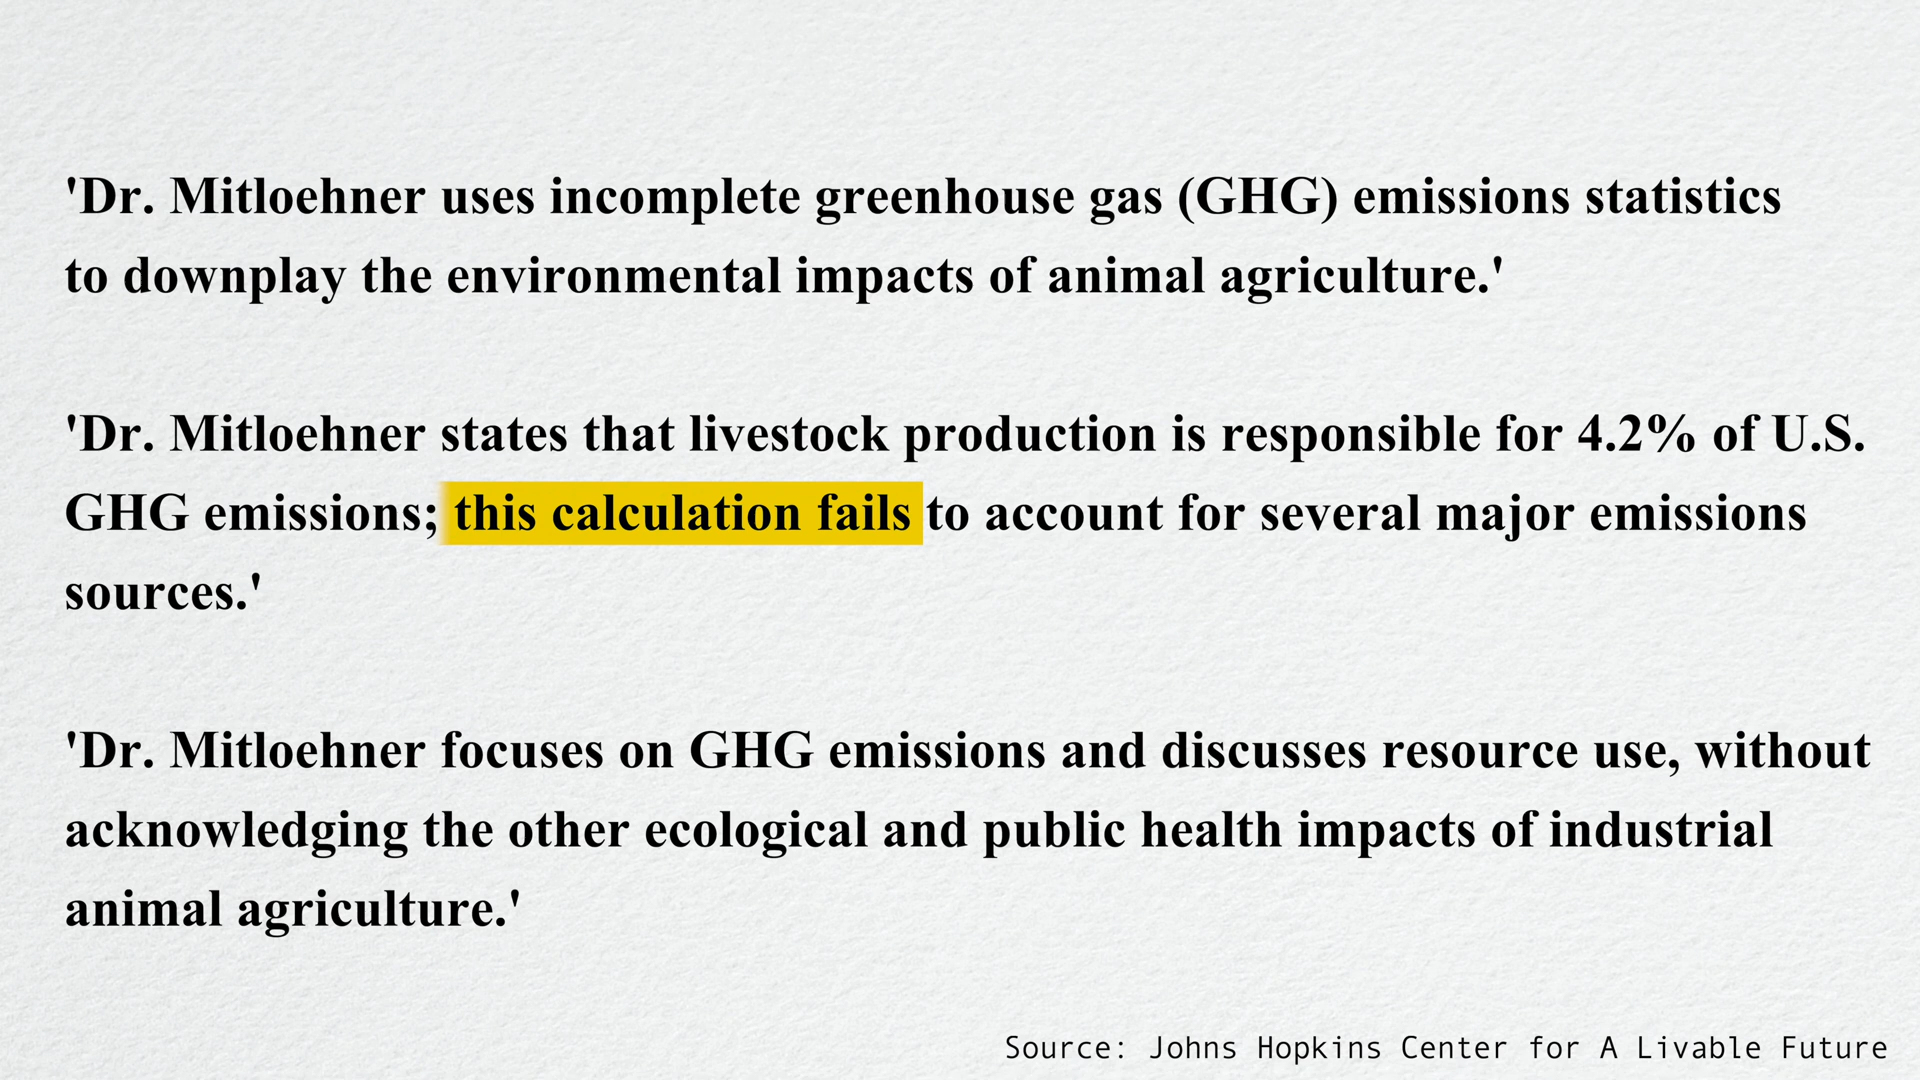 'Dr. Mitloehner uses incomplete greenhouse gas (GHG) emissions statistics
to downplay the environmental impacts of animal agriculture.'
'Dr. Mitloehner states that livestock production is responsible for 4.2% of U.S.
GHG emissions; this calculation fails to account for several major emissions
sources.'
'Dr. Mitloehner focuses on GHG emissions and discusses resource use, without
acknowledging the other ecological and public health impacts of industrial
animal agriculture.'
Source: Johns Hopkins Center for A Livable Future